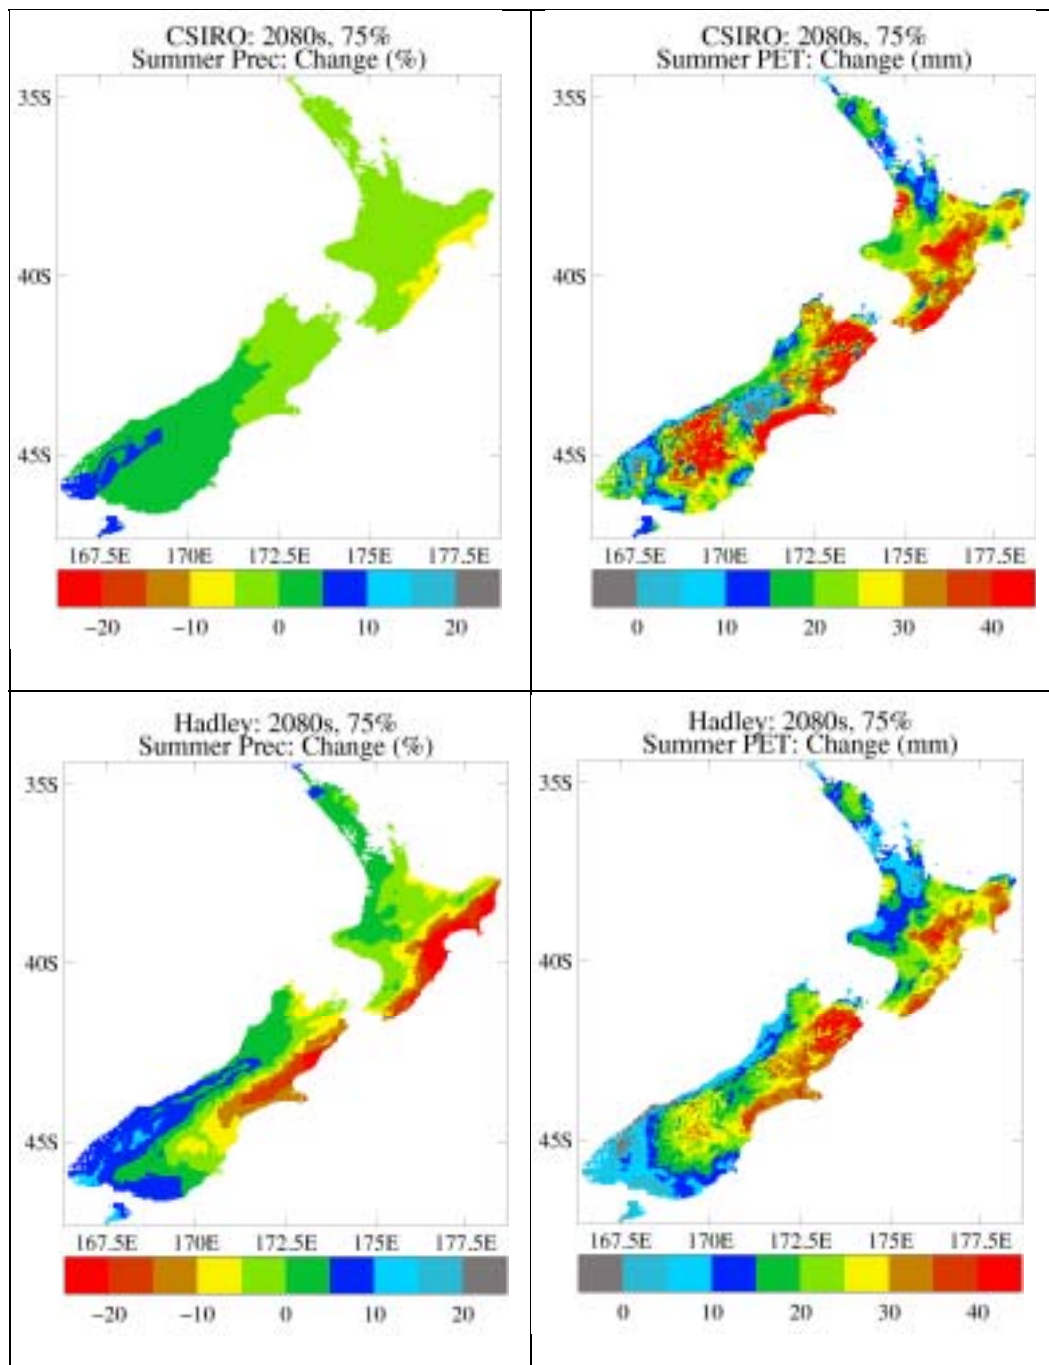 CSIRO: 2080s, 75%
Summer Prec: Change (%)
35S
40S
45S
167.5E 170E 172.5E 175E 177.5E
−20 −10 0 10 20
CSIRO: 2080s, 75%
Summer PET: Change (mm)
35S
40S
45S
167.5E 170E 172.5E 175E 177.5E
0 10 20 30 40
Hadley: 2080s, 75%
Summer Prec: Change (%)
35S
40S
45S
167.5E 170E 172.5E 175E 177.5E
−20 −10 0 10 20
Hadley: 2080s, 75%
Summer PET: Change (mm)
35S
40S
45S
167.5E 170E 172.5E 175E 177.5E
0 10 20 30 40